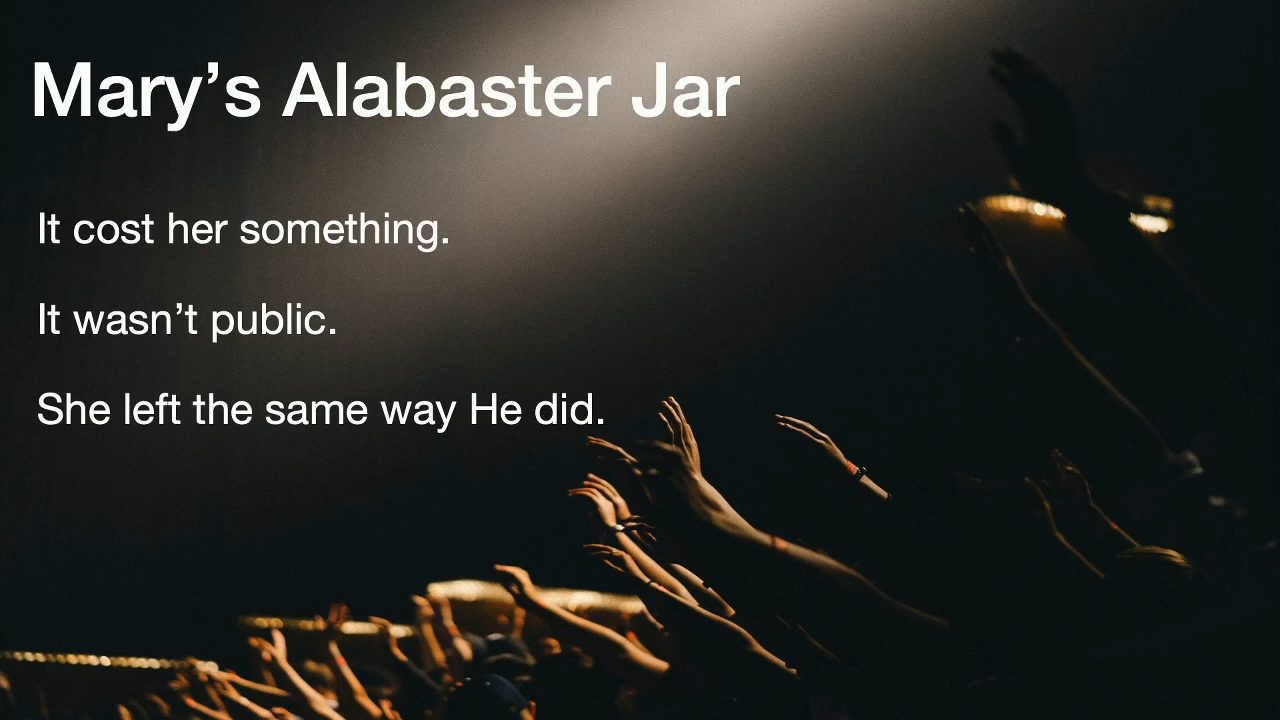 Mary’s Alabaster Jar
It cost her something.
It wasn’t public.
She left the same way He did.